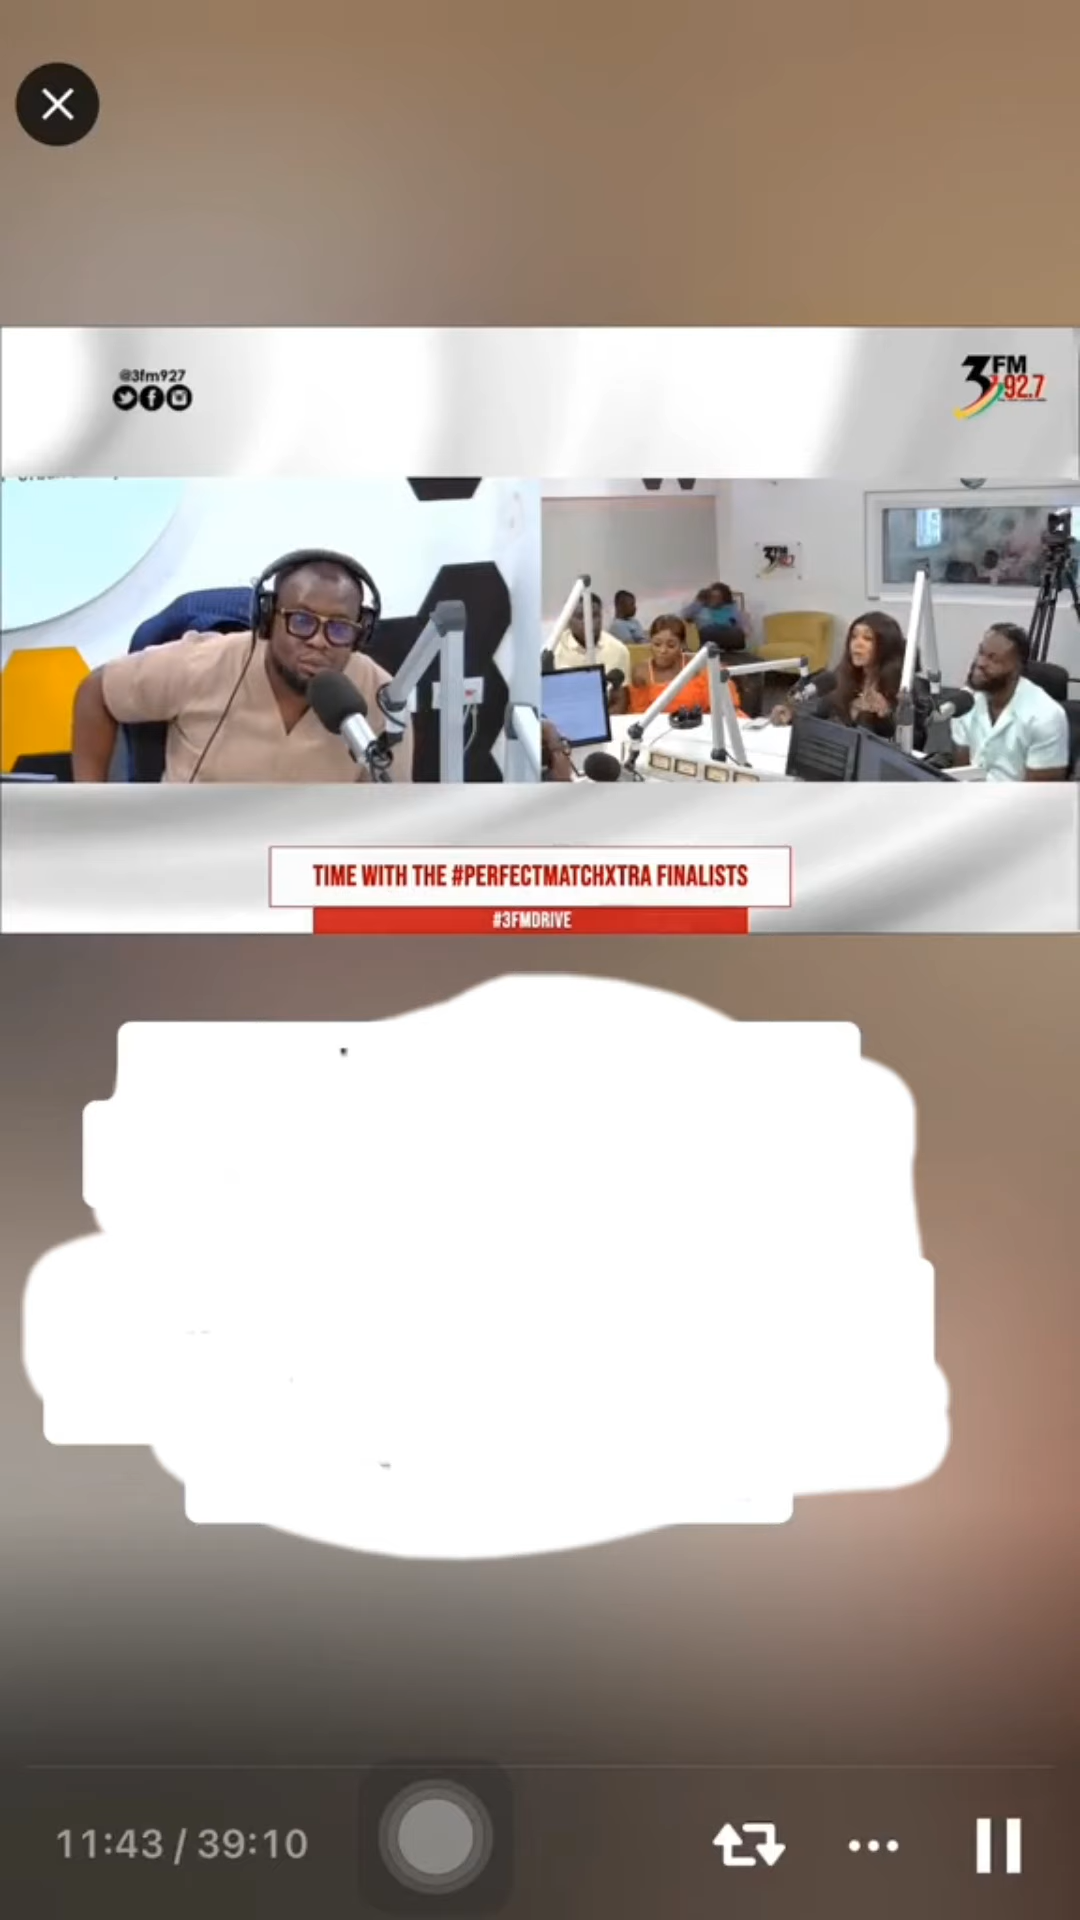 @3fm927
3FM
92.7
TIME WITH THE #PERFECTMATCHXTRA FINALISTS
#3FMDRIVE
11:43 / 39:10